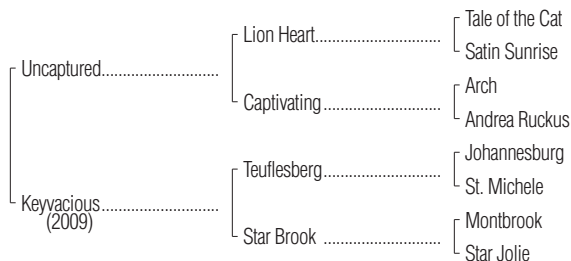 Tale of the Cat
Lion Heart
Satin Sunrise
Uncaptured
Arch
Captivating
Andrea Ruckus
Johannesburg
Teuflesberg
St. Michele
Keyvacious
(2009)
Montbrook
Star Brook
Star Jolie